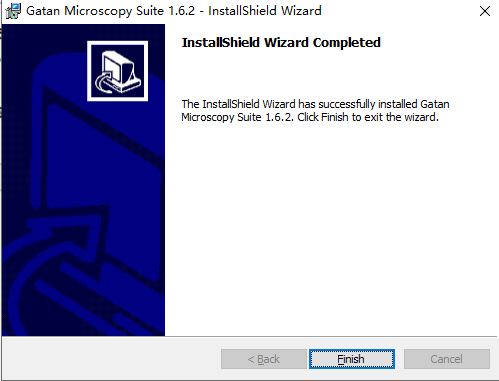 Gatan Microscopy Suite 1.6.2 - InstallShield Wizard
InstallShield Wizard Completed
The InstallShield Wizard has successfully installed Gatan
Microscopy Suite 1.6.2. Click Finish to exit the wizard.
< Back
Finish
Cancel